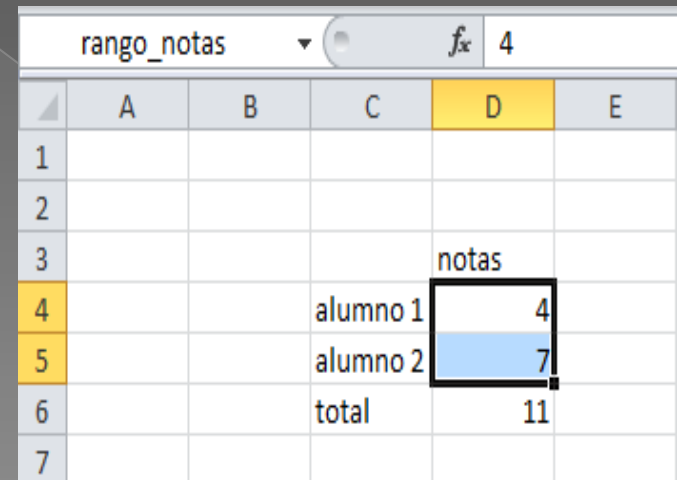 rango_notas fx 4
A B C D E
1
2
3 notas
4 alumno 1 4
5 alumno 2 7
6 total 11
7